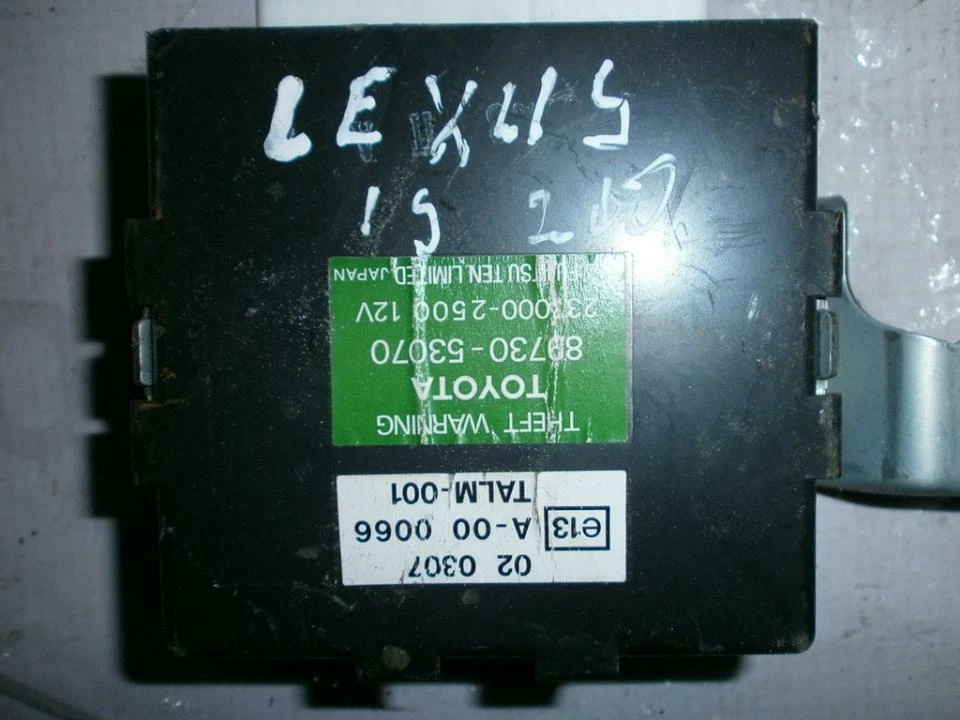 LEXUS
IS 200
THEFT WARNING
TOYOTA
89730-53070
232000-2500 12V
FUJITSU TEN LIMITED,JAPAN
02 0307
e13 A-00 0066
TALM-001